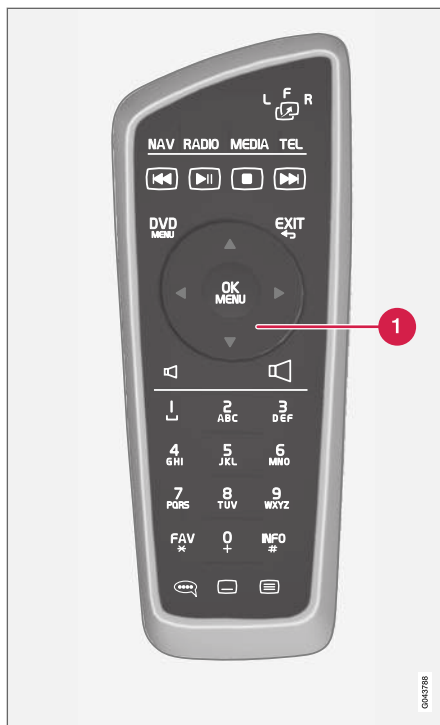 L F R
NAV RADIO MEDIA TEL
DVD EXIT
MENU
OK
MENU
1
1 2 3
ABC DEF
4 5 6
GHI JKL MNO
7 8 9
PQRS TUV WXYZ
FAV 0 INFO
* + #
G043788